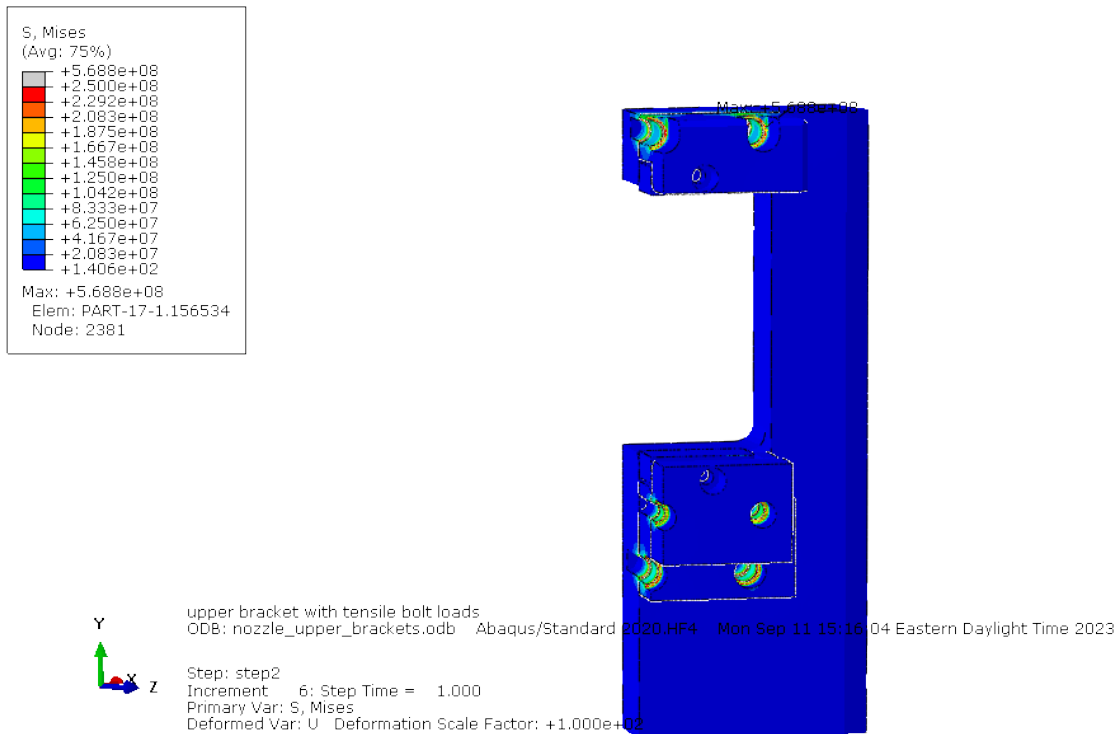 S, Mises
(Avg: 75%)
+5.688e+08
+2.500e+08
+2.292e+08
+2.083e+08
+1.875e+08
+1.667e+08
+1.458e+08
+1.250e+08
+1.042e+08
+8.333e+07
+6.250e+07
+4.167e+07
+2.083e+07
+1.406e+02
Max: +5.688e+08
Elem: PART-17-1.156534
Node: 2381
Max: +5.688e+08
upper bracket with tensile bolt loads
ODB: nozzle_upper_brackets.odb Abaqus/Standard 2020.HF4 Mon Sep 11 15:16:04 Eastern Daylight Time 2023
Y
X
Z
Step: step2
Increment 6: Step Time = 1.000
Primary Var: S, Mises
Deformed Var: U Deformation Scale Factor: +1.000e+02